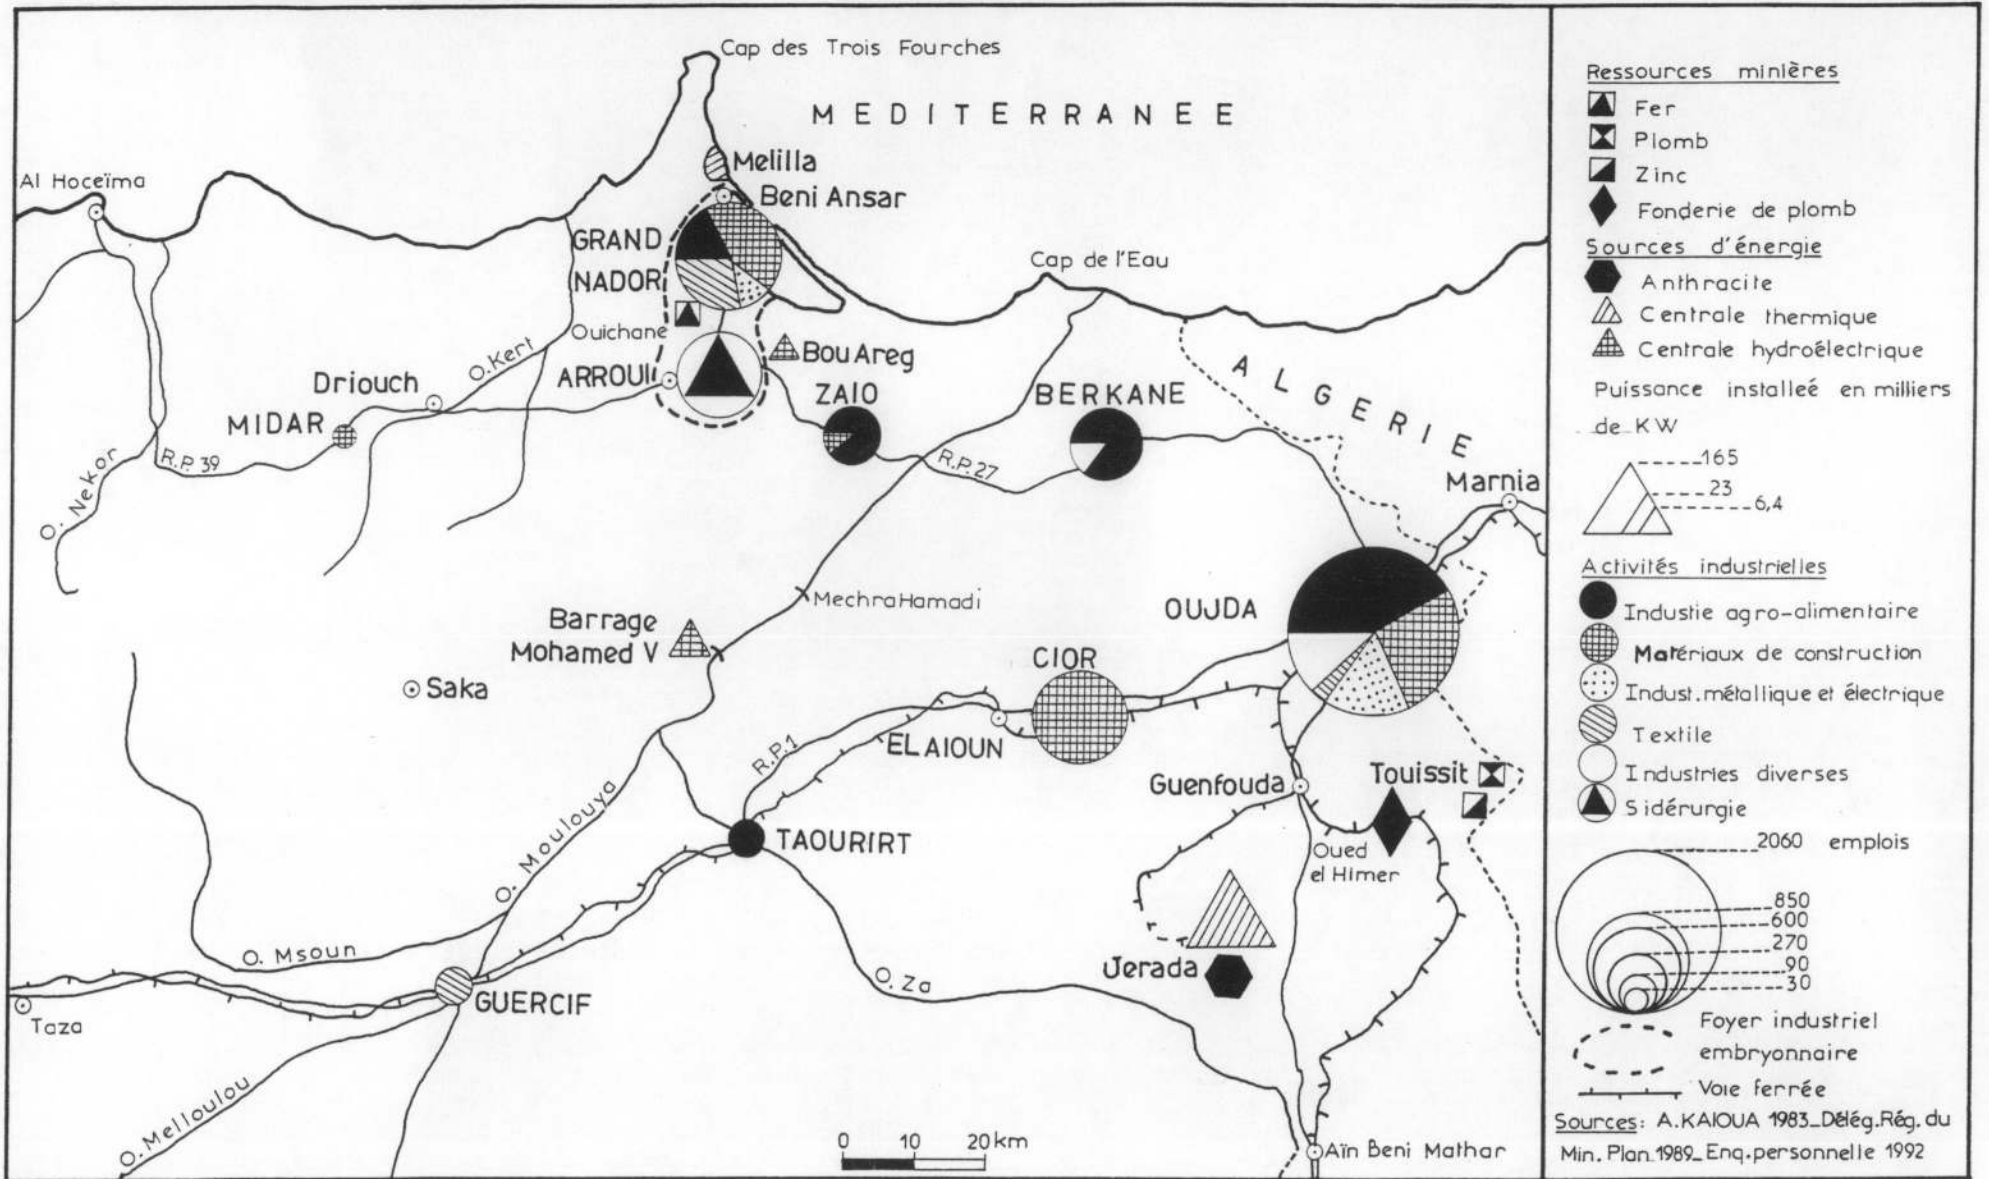 Cap des Trois Fourches
MEDITERRANEE
Melilla
Al Hoceïma
Beni Ansar
GRAND
NADOR
Cap de l'Eau
Ouichane
BouAreg
O.Kert
ARROUI
ALGERIE
Driouch
ZAIO
BERKANE
MIDAR
R.P.39
R.P.27
O. Nekor
Marnia
MechraHamadi
OUJDA
Barrage
Mohamed V
CIOR
Saka
R.P.1
ELAIOUN
Guenfouda
Touissit
O. Moulouya
TAOURIRT
Oued
el Himer
O. Msoun
Jerada
O. Za
GUERCIF
Taza
O. Melloulou
0 10 20 km
Aïn Beni Mathar
Ressources minières
Fer
Plomb
Zinc
Fonderie de plomb
Sources d'énergie
Anthracite
Centrale thermique
Centrale hydroélectrique
Puissance installeé en milliers
de KW
165
23
6,4
Activités industrielles
Industie agro-alimentaire
Matériaux de construction
Indust.métallique et électrique
Textile
Industries diverses
Sidérurgie
2060 emplois
850
600
270
90
30
Foyer industriel
embryonnaire
Voie ferrée
Sources: A.KAIOUA 1983_Délég.Rég. du
Min. Plan 1989_Enq.personnelle 1992